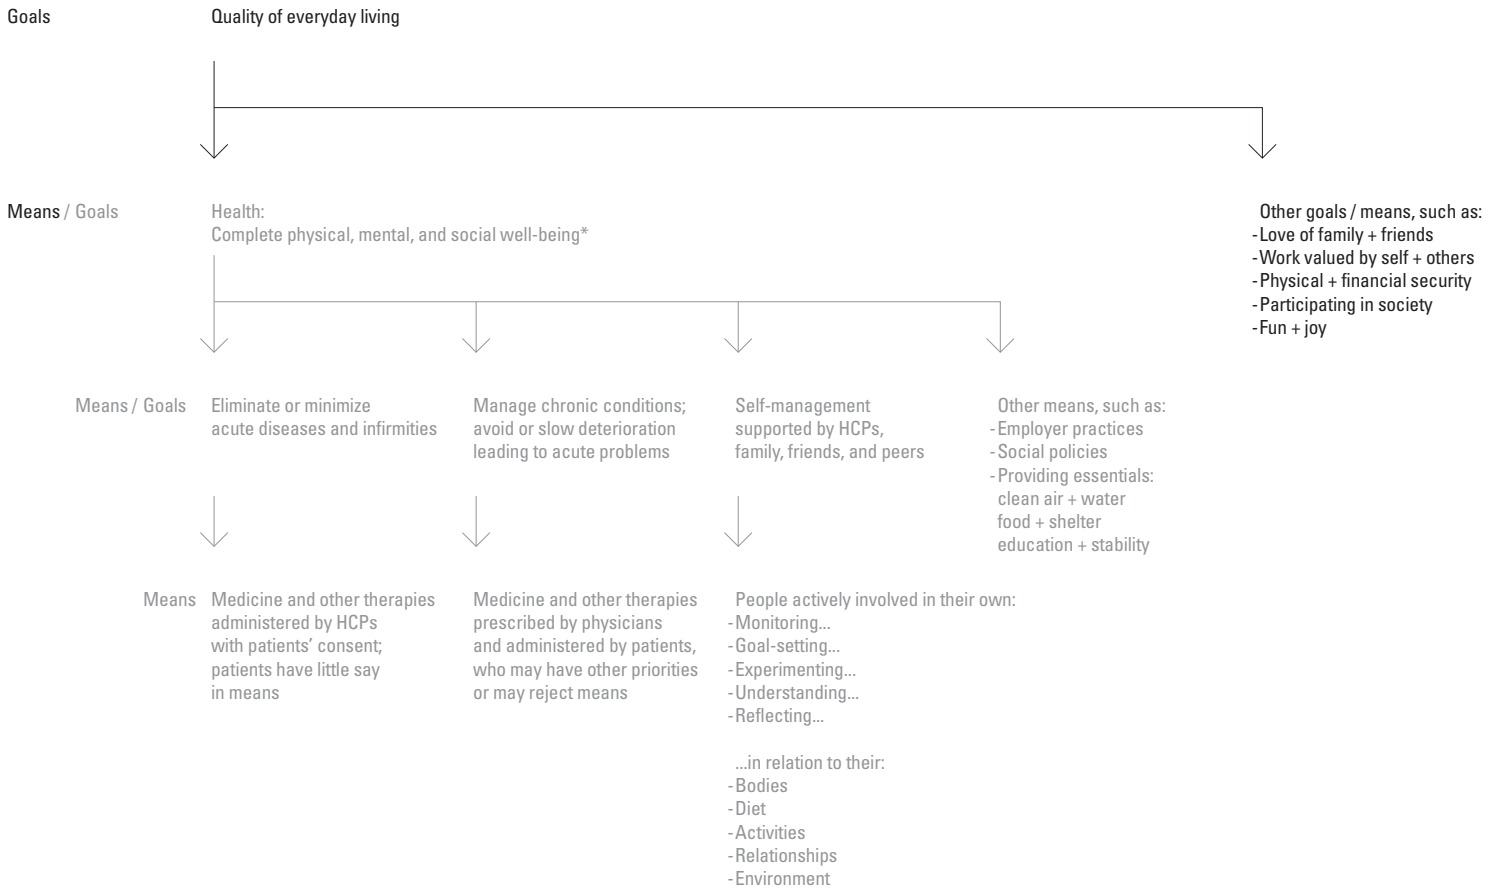 Goals
Quality of everyday living
Means / Goals
Health:
Complete physical, mental, and social well-being*
Other goals / means, such as:
- Love of family + friends
- Work valued by self + others
- Physical + financial security
- Participating in society
- Fun + joy
Means / Goals
Eliminate or minimize
acute diseases and infirmities
Manage chronic conditions;
avoid or slow deterioration
leading to acute problems
Self-management
supported by HCPs,
family, friends, and peers
Other means, such as:
- Employer practices
- Social policies
- Providing essentials:
clean air + water
food + shelter
education + stability
Means
Medicine and other therapies
administered by HCPs
with patients’ consent;
patients have little say
in means
Medicine and other therapies
prescribed by physicians
and administered by patients,
who may have other priorities
or may reject means
People actively involved in their own:
- Monitoring...
- Goal-setting...
- Experimenting...
- Understanding...
- Reflecting...
...in relation to their:
- Bodies
- Diet
- Activities
- Relationships
- Environment